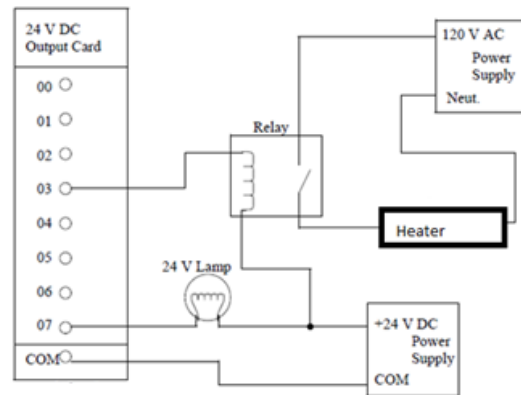 24 V DC
Output Card
00
01
02
03
04
05
06
07
COM
Relay
24 V Lamp
120 V AC
Power
Supply
Neut.
Heater
+24 V DC
Power
Supply
COM